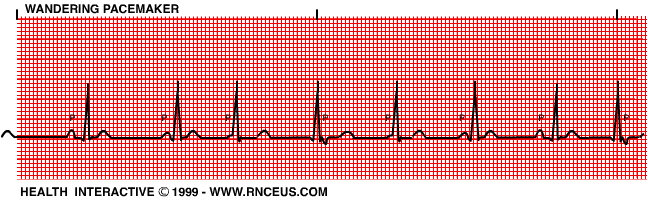 WANDERING PACEMAKER
P P P P P P P P
HEALTH INTERACTIVE © 1999 - WWW.RNCEUS.COM